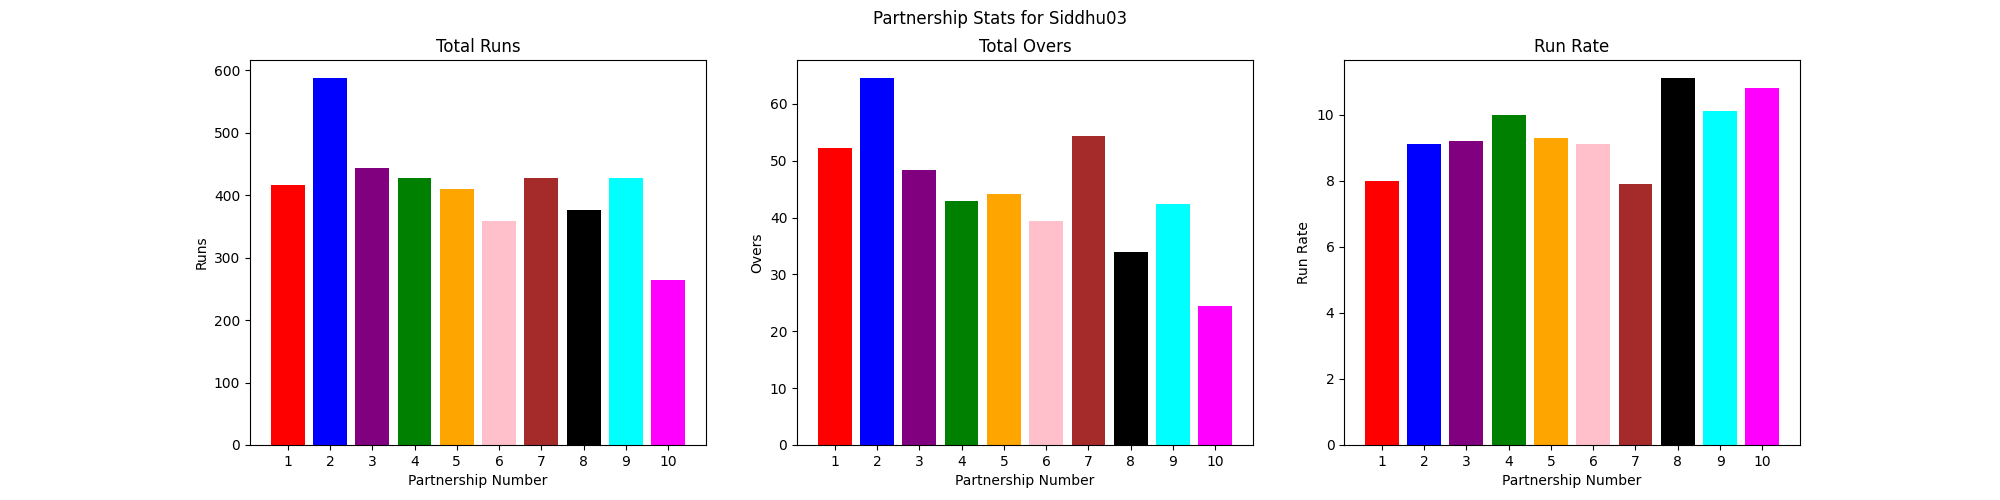 Partnership Stats for Siddhu03
Total Runs
600
500
400
300
200
100
0
Runs
1 2 3 4 5 6 7 8 9 10
Partnership Number
Total Overs
60
50
40
30
20
10
0
Overs
1 2 3 4 5 6 7 8 9 10
Partnership Number
Run Rate
10
8
6
4
2
0
Run Rate
1 2 3 4 5 6 7 8 9 10
Partnership Number